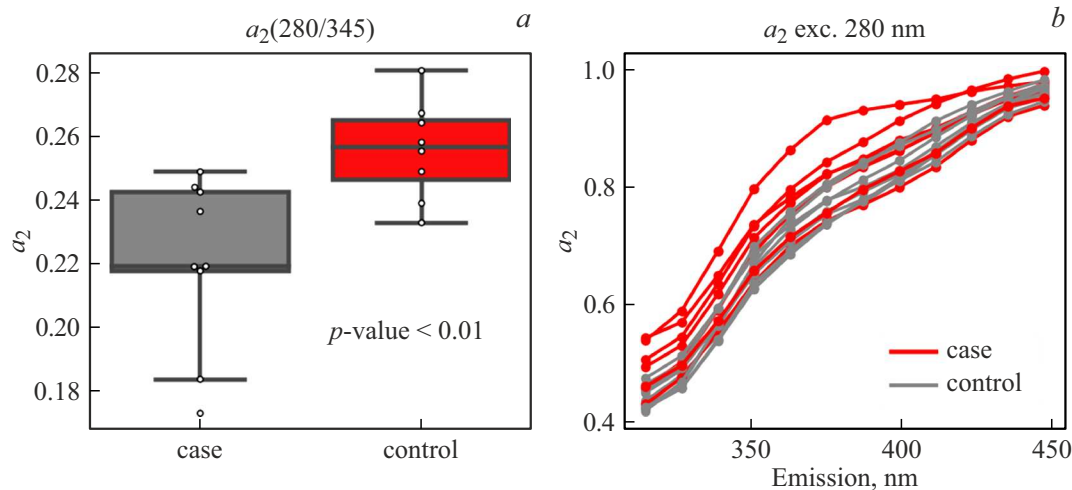 a₂(280/345)
a
a₂
0.28
0.26
0.24
0.22
0.20
0.18
p-value < 0.01
case
control
a₂ exc. 280 nm
b
a₂
1.0
0.8
0.6
0.4
case
control
350
400
450
Emission, nm